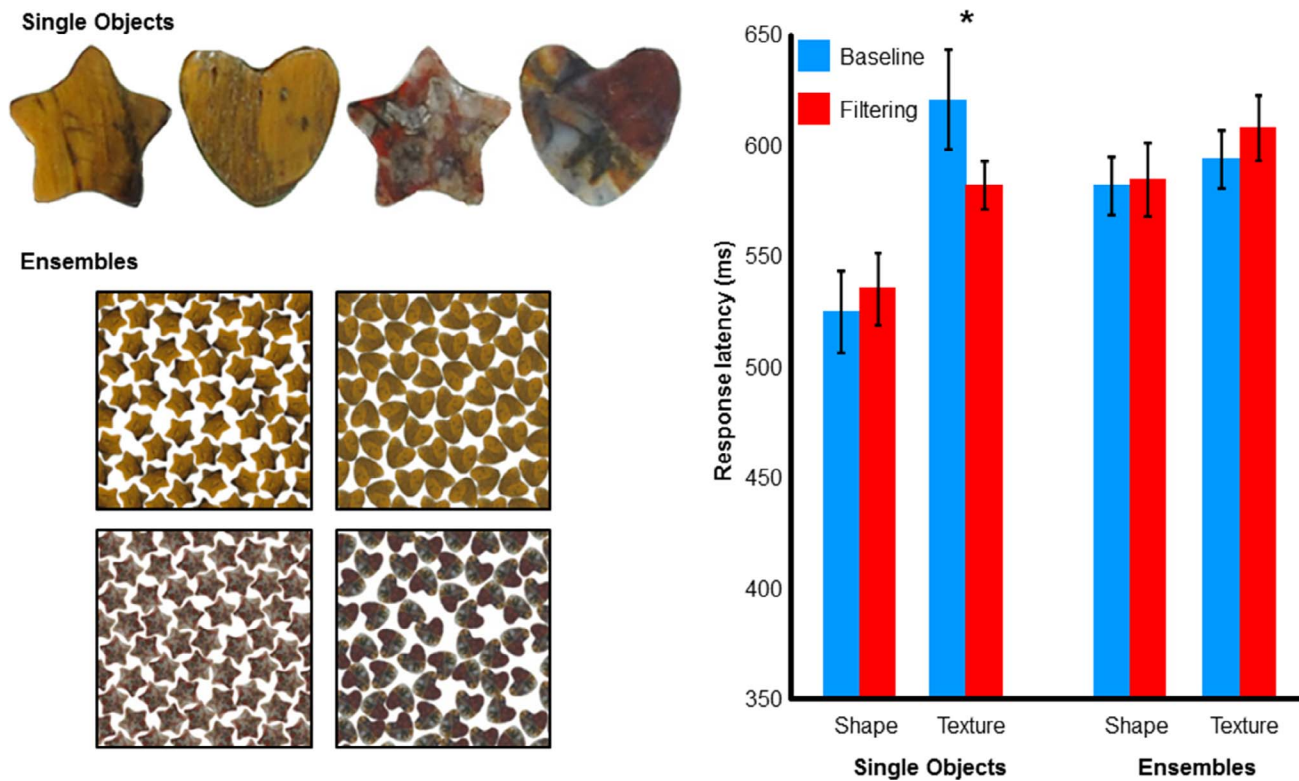 Single Objects
Ensembles
*
Baseline
Filtering
Response latency (ms)
650
600
550
500
450
400
350
Shape
Texture
Shape
Texture
Single Objects
Ensembles